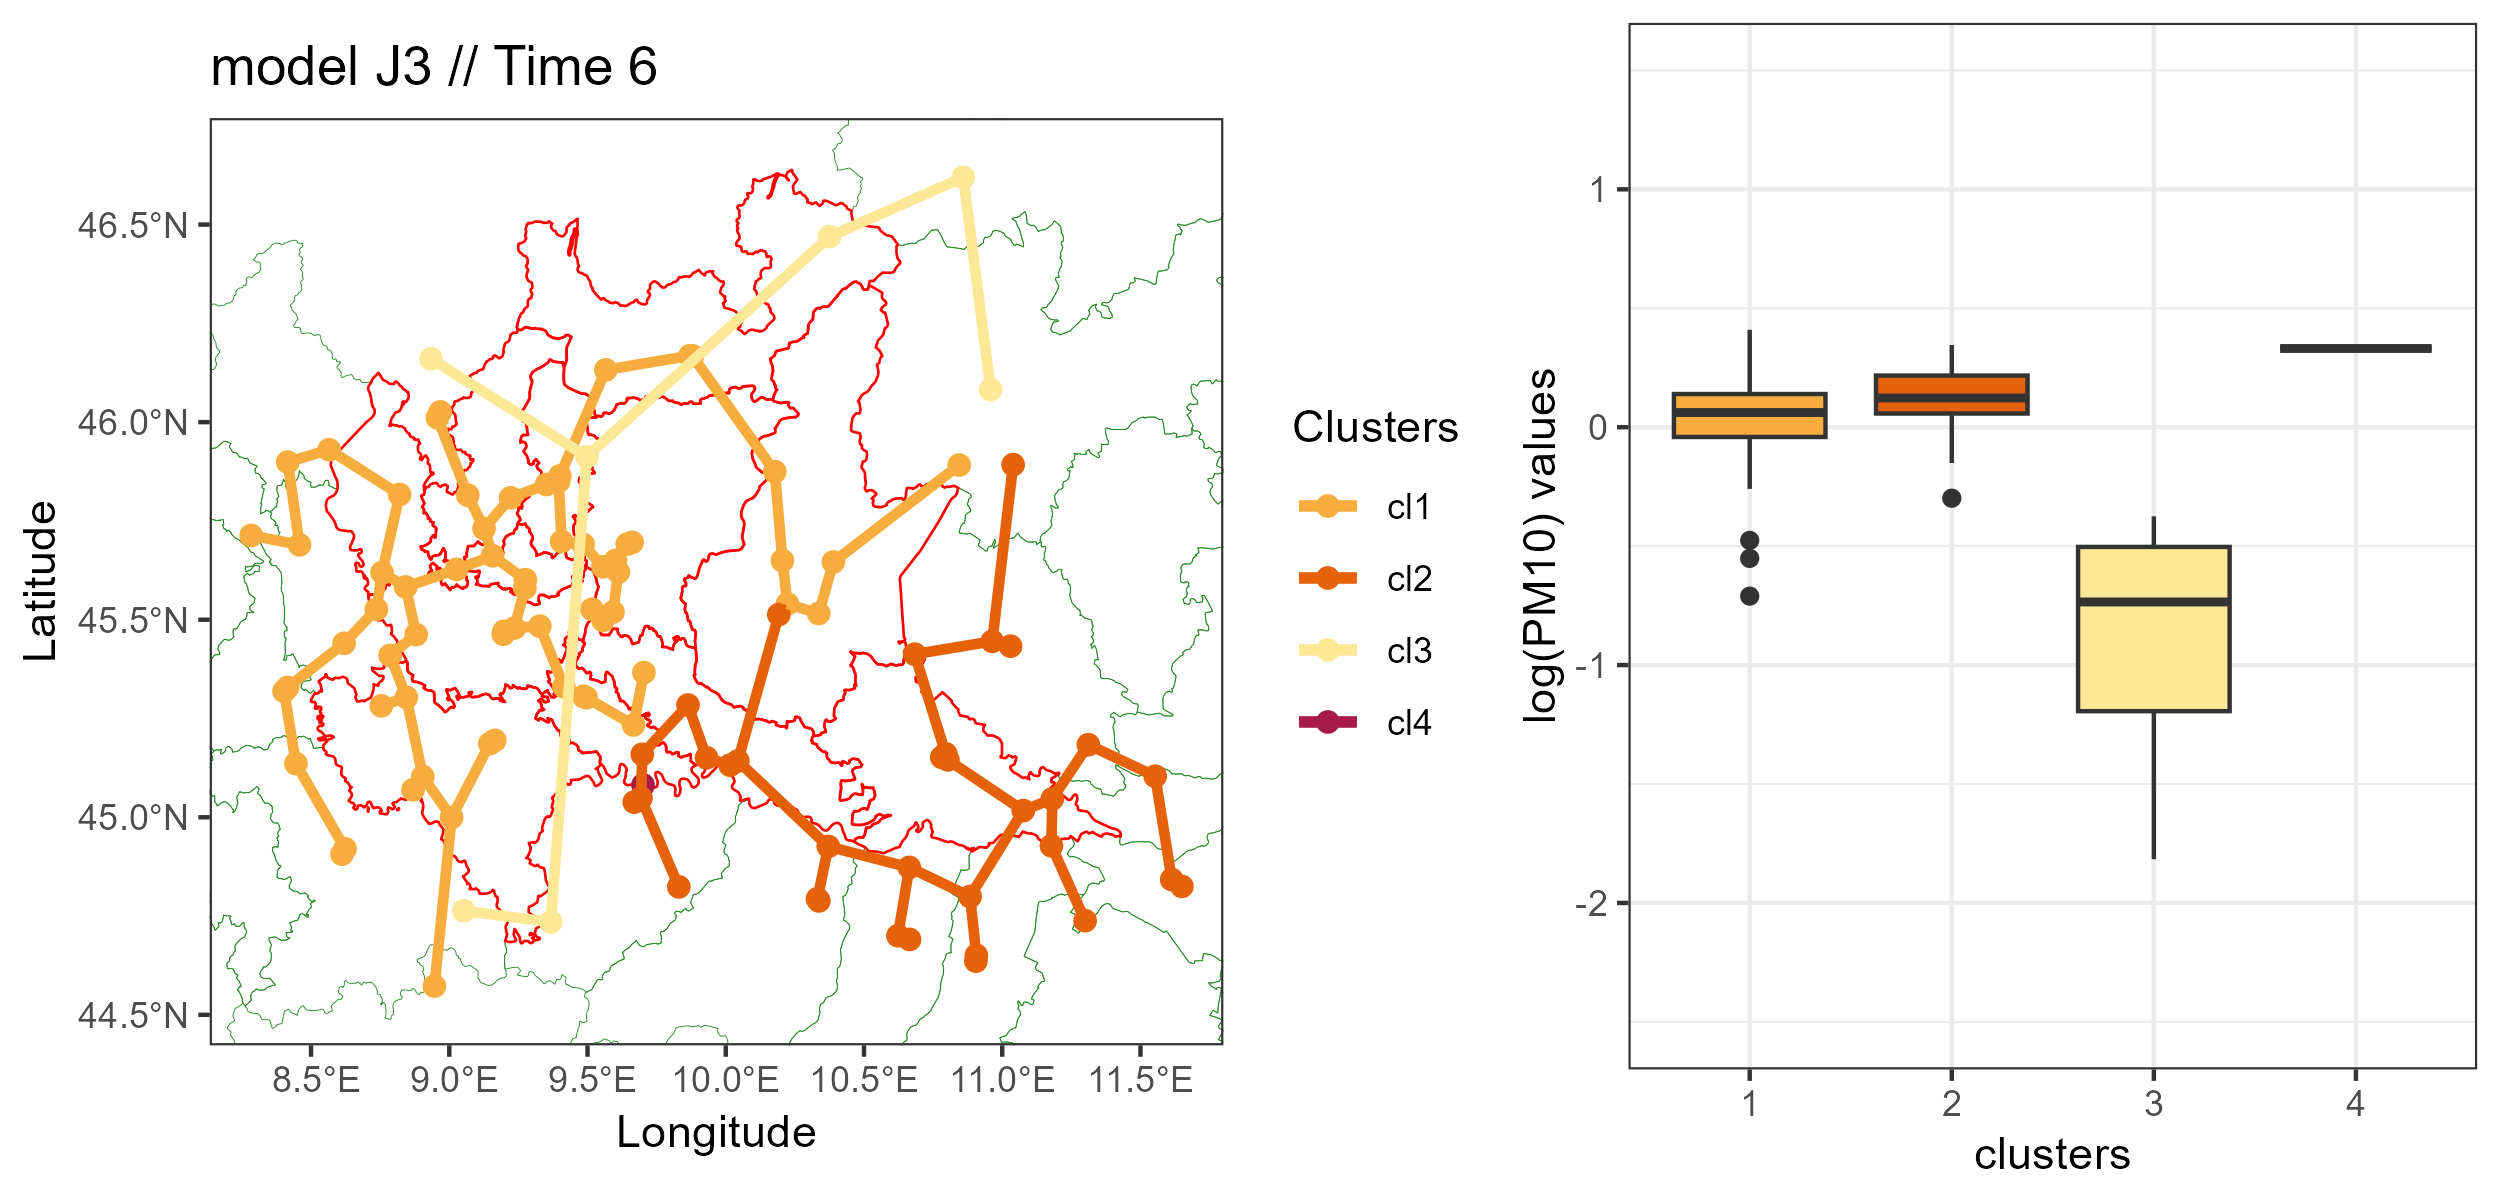 model J3 // Time 6
46.5°N
46.0°N
45.5°N
45.0°N
44.5°N
Latitude
8.5°E 9.0°E 9.5°E 10.0°E 10.5°E 11.0°E 11.5°E
Longitude
Clusters
cl1
cl2
cl3
cl4
log(PM10) values
1
0
-1
-2
1 2 3 4
clusters